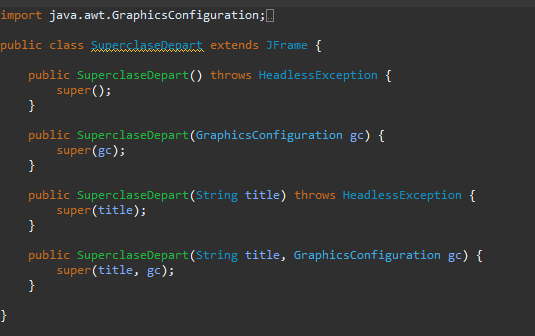 import java.awt.GraphicsConfiguration;
public class SuperclaseDepart extends JFrame {
public SuperclaseDepart() throws HeadlessException {
super();
}
public SuperclaseDepart(GraphicsConfiguration gc) {
super(gc);
}
public SuperclaseDepart(String title) throws HeadlessException {
super(title);
}
public SuperclaseDepart(String title, GraphicsConfiguration gc) {
super(title, gc);
}
}